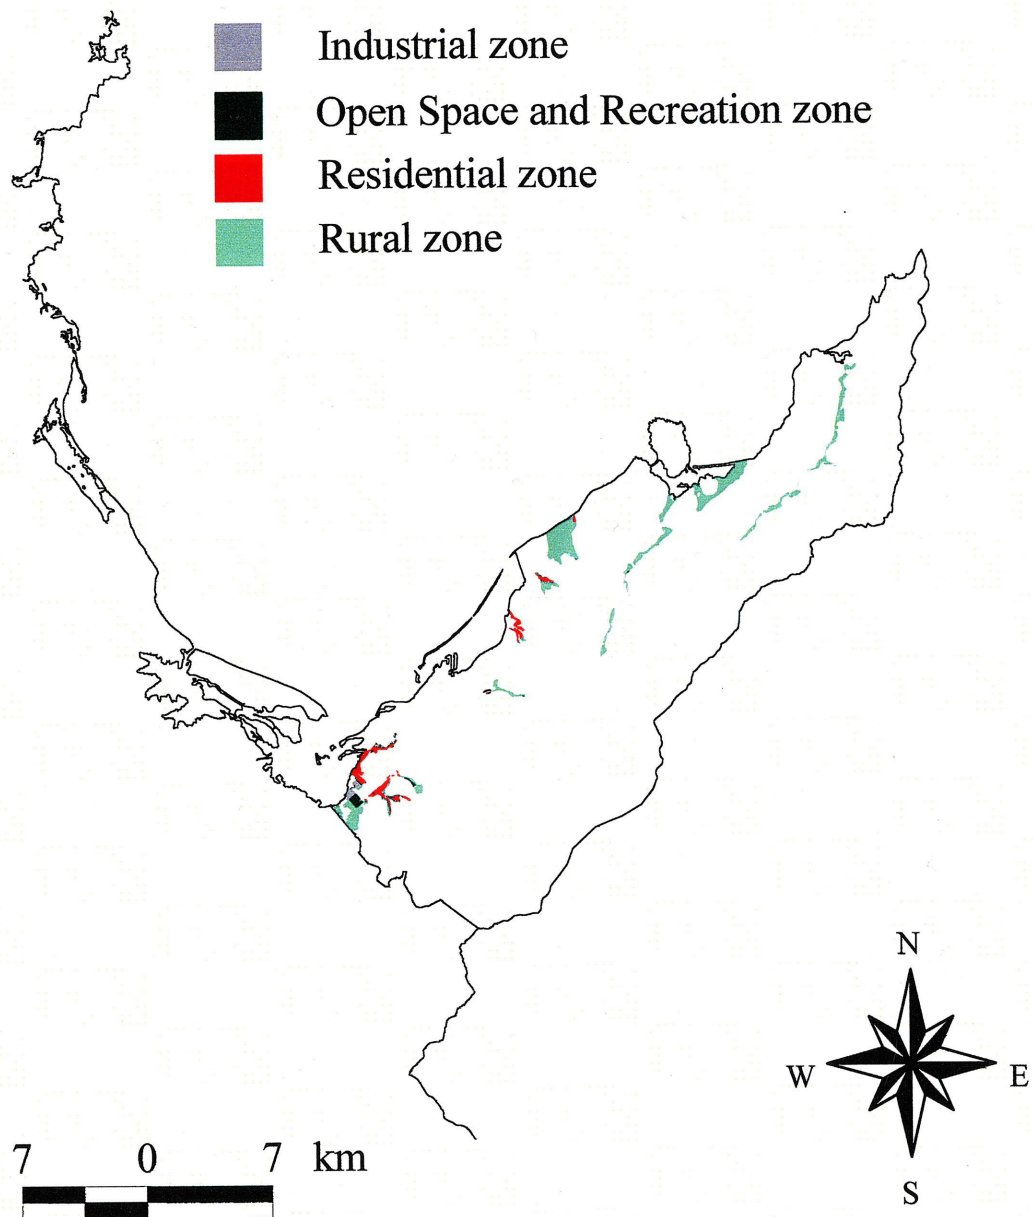 Industrial zone
Open Space and Recreation zone
Residential zone
Rural zone
N
W E
S
7 0 7 km